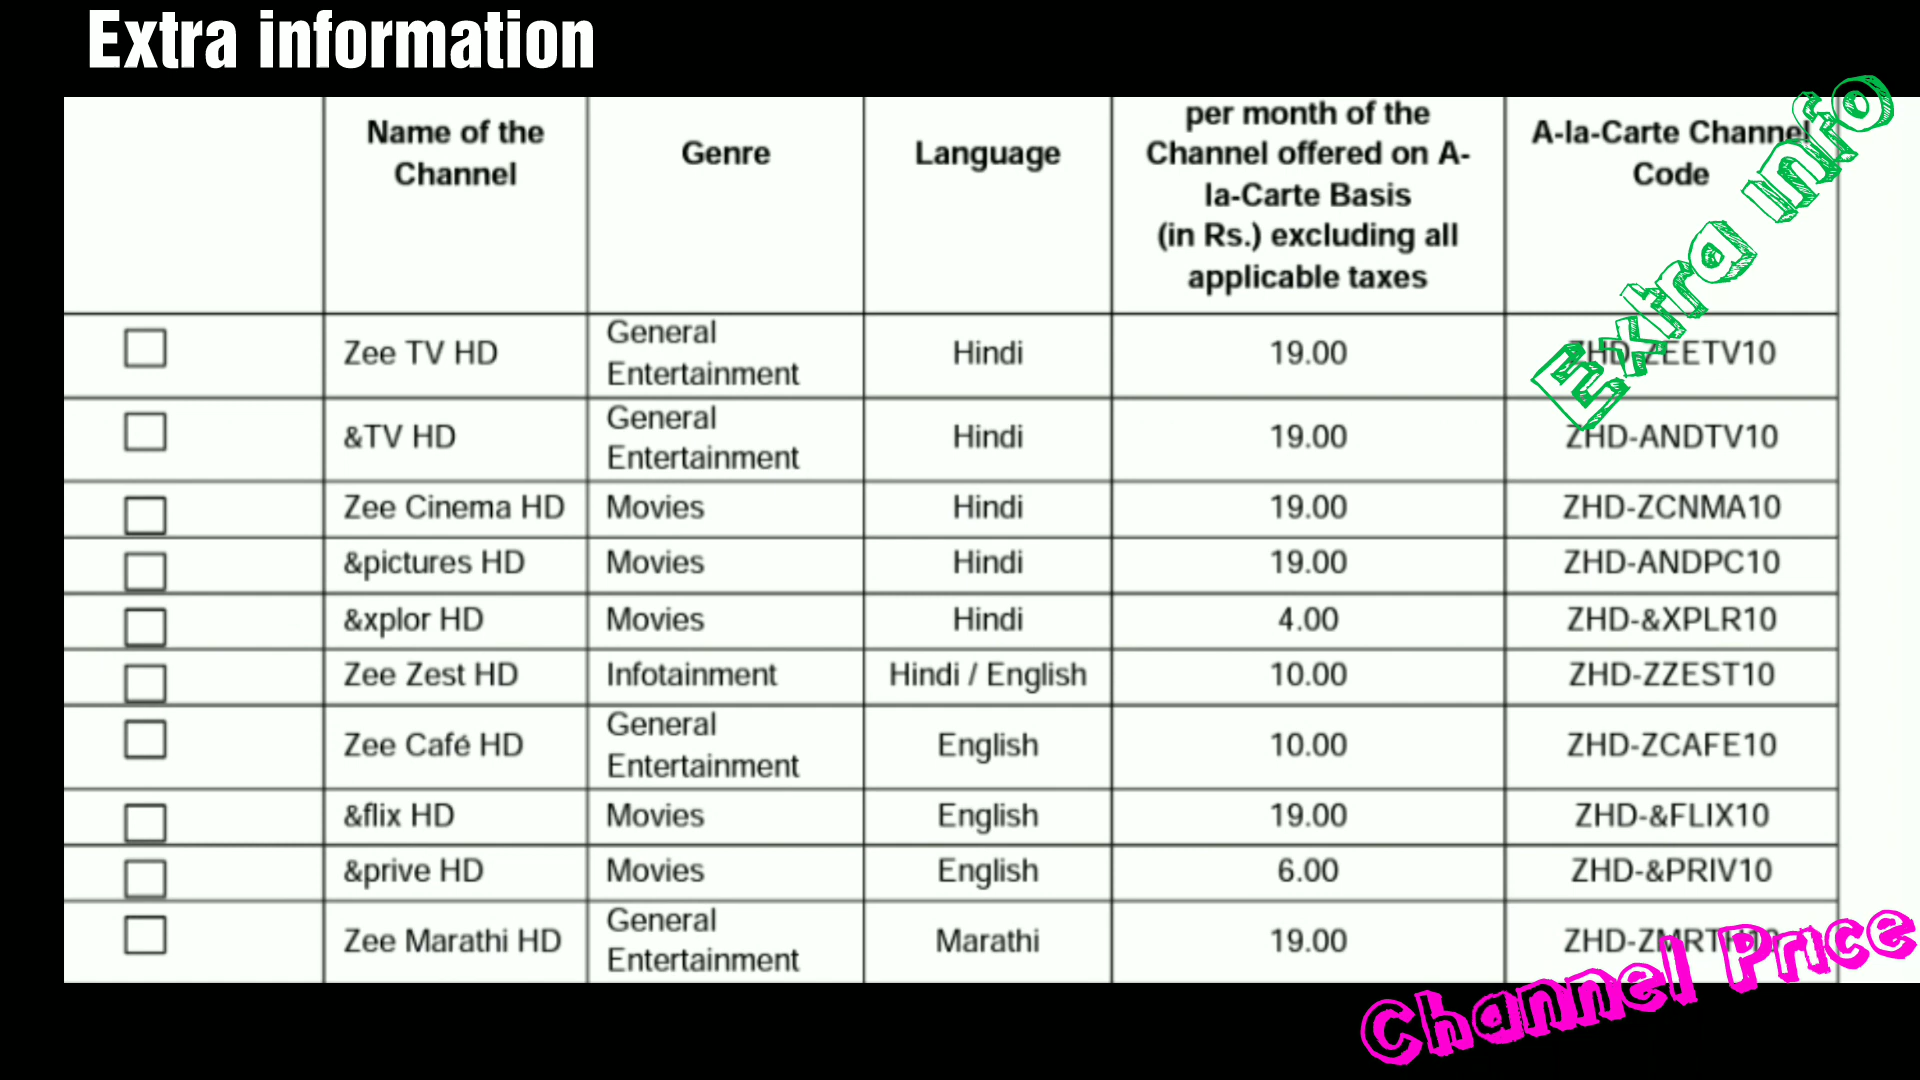 Extra information
Name of the Channel
Genre
Language
per month of the Channel offered on A-la-Carte Basis (in Rs.) excluding all applicable taxes
A-la-Carte Channel Code
Extra info
Zee TV HD General Entertainment Hindi 19.00 ZHD-ZEETV10
&TV HD General Entertainment Hindi 19.00 ZHD-ANDTV10
Zee Cinema HD Movies Hindi 19.00 ZHD-ZCNMA10
&pictures HD Movies Hindi 19.00 ZHD-ANDPC10
&xplor HD Movies Hindi 4.00 ZHD-&XPLR10
Zee Zest HD Infotainment Hindi / English 10.00 ZHD-ZZEST10
Zee Café HD General Entertainment English 10.00 ZHD-ZCAFE10
&flix HD Movies English 19.00 ZHD-&FLIX10
&prive HD Movies English 6.00 ZHD-&PRIV10
Zee Marathi HD General Entertainment Marathi 19.00
Channel Price